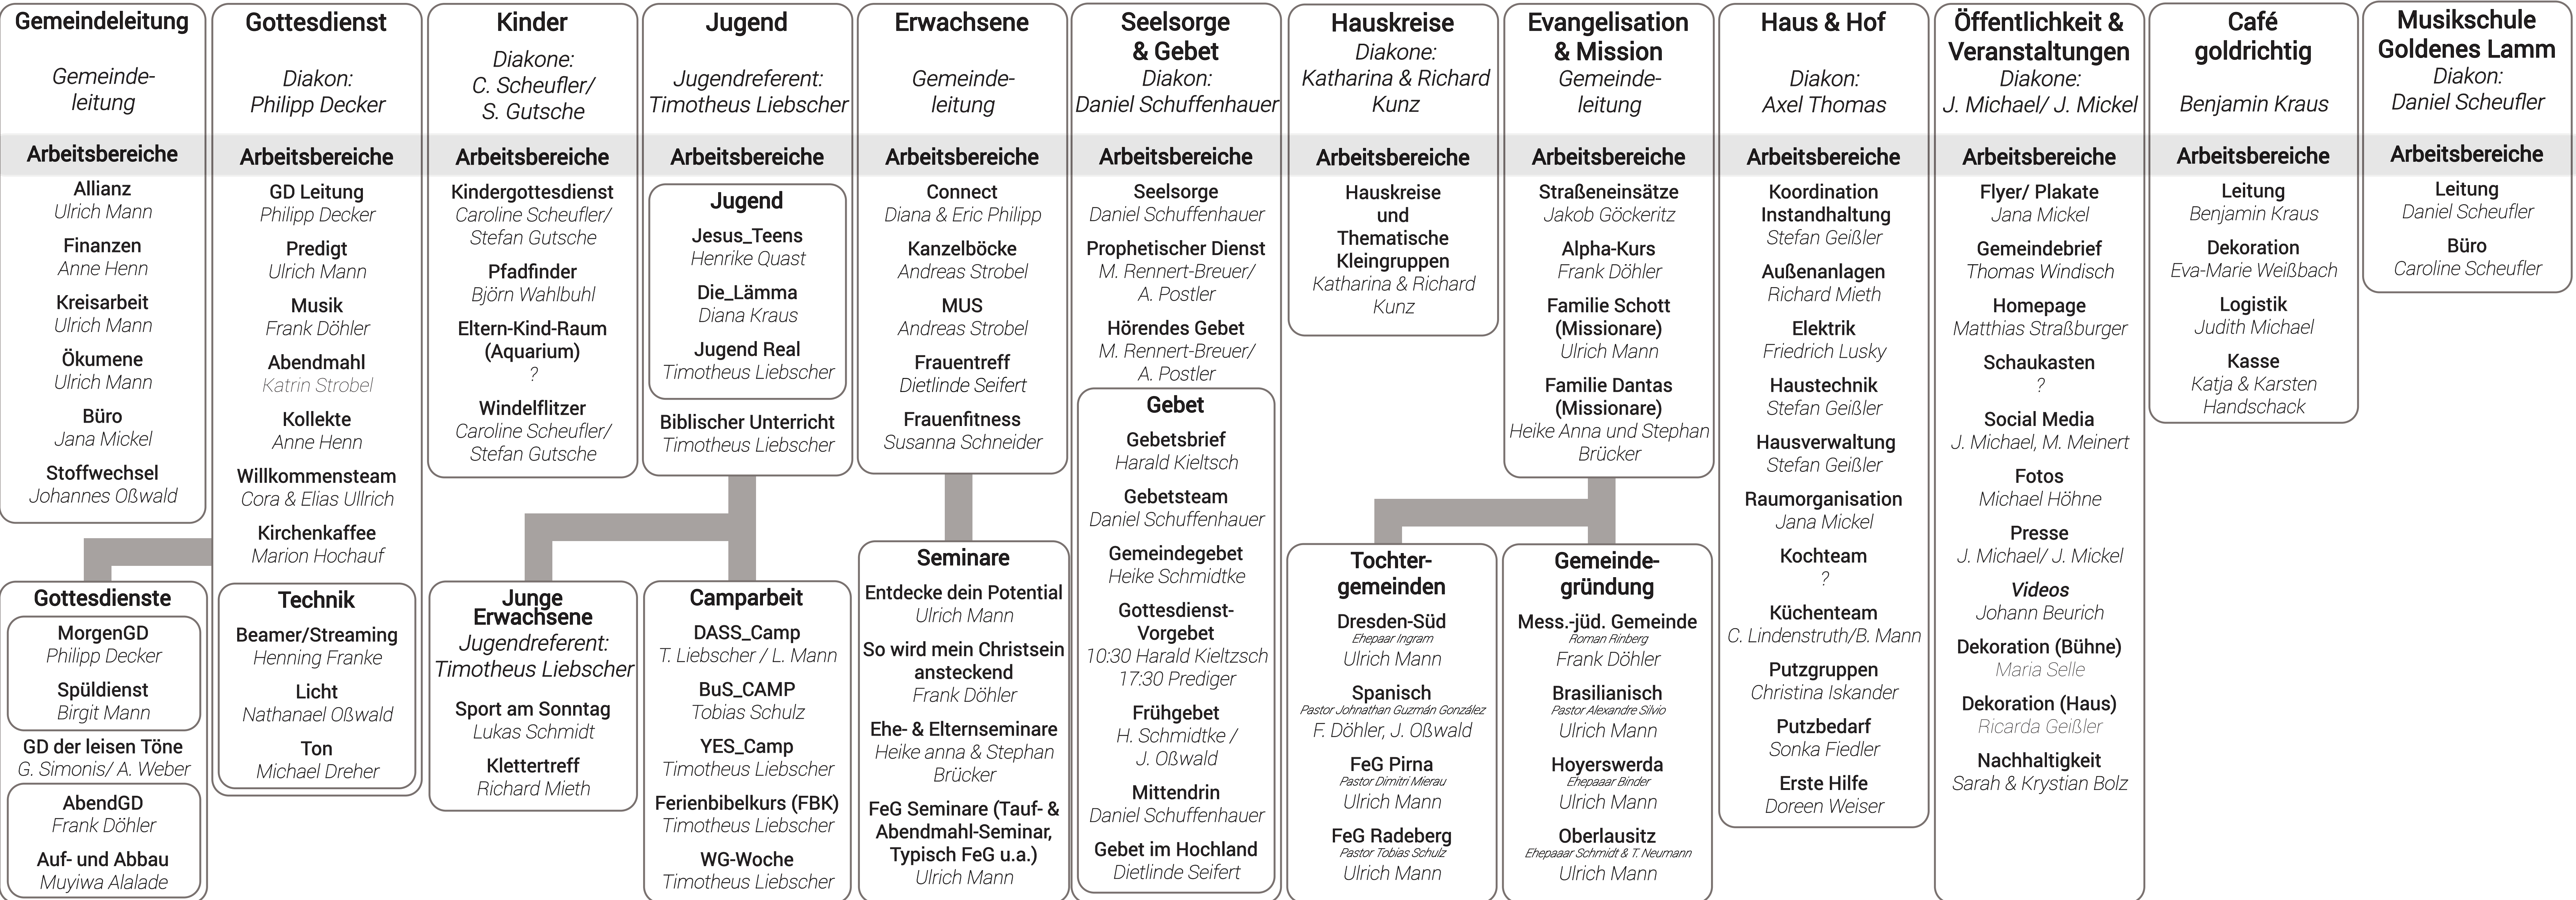 Gemeindeleitung
Gemeinde-
leitung
Arbeitsbereiche
Allianz
Ulrich Mann
Finanzen
Anne Henn
Kreisarbeit
Ulrich Mann
Ökumene
Ulrich Mann
Büro
Jana Mickel
Stoffwechsel
Johannes Oßwald
Gottesdienste
MorgenGD
Philipp Decker
Spüldienst
Birgit Mann
GD der leisen Töne
G. Simonis/ A. Weber
AbendGD
Frank Döhler
Auf- und Abbau
Muyiwa Alalade
Gottesdienst
Diakon:
Philipp Decker
Arbeitsbereiche
GD Leitung
Philipp Decker
Predigt
Ulrich Mann
Musik
Frank Döhler
Abendmahl
Katrin Strobel
Kollekte
Anne Henn
Willkommensteam
Cora & Elias Ullrich
Kirchenkaffee
Marion Hochauf
Technik
Beamer/Streaming
Henning Franke
Licht
Nathanael Oßwald
Ton
Michael Dreher
Kinder
Diakone:
C. Scheufler/
S. Gutsche
Arbeitsbereiche
Kindergottesdienst
Caroline Scheufler/
Stefan Gutsche
Pfadfinder
Björn Wahlbuhl
Eltern-Kind-Raum
(Aquarium)
?
Windelflitzer
Caroline Scheufler/
Stefan Gutsche
Junge
Erwachsene
Jugendreferent:
Timotheus Liebscher
Sport am Sonntag
Lukas Schmidt
Klettertreff
Richard Mieth
Jugend
Jugendreferent:
Timotheus Liebscher
Arbeitsbereiche
Jugend
Jesus_Teens
Henrike Quast
Die_Lämma
Diana Kraus
Jugend Real
Timotheus Liebscher
Biblischer Unterricht
Timotheus Liebscher
Camparbeit
DASS_Camp
T. Liebscher / L. Mann
BuS_CAMP
Tobias Schulz
YES_Camp
Timotheus Liebscher
Ferienbibelkurs (FBK)
Timotheus Liebscher
WG-Woche
Timotheus Liebscher
Erwachsene
Gemeinde-
leitung
Arbeitsbereiche
Connect
Diana & Eric Philipp
Kanzelböcke
Andreas Strobel
MUS
Andreas Strobel
Frauentreff
Dietlinde Seifert
Frauenfitness
Susanna Schneider
Seminare
Entdecke dein Potential
Ulrich Mann
So wird mein Christsein
ansteckend
Frank Döhler
Ehe- & Elternseminare
Heike anna & Stephan
Brücker
FeG Seminare (Tauf- &
Abendmahl-Seminar,
Typisch FeG u.a.)
Ulrich Mann
Seelsorge
& Gebet
Diakon:
Daniel Schuffenhauer
Arbeitsbereiche
Seelsorge
Daniel Schuffenhauer
Prophetischer Dienst
M. Rennert-Breuer/
A. Postler
Hörendes Gebet
M. Rennert-Breuer/
A. Postler
Gebet
Gebetsbrief
Harald Kieltsch
Gebetsteam
Daniel Schuffenhauer
Gemeindegebet
Heike Schmidtke
Gottesdienst-
Vorgebet
10:30 Harald Kieltzsch
17:30 Prediger
Frühgebet
H. Schmidtke /
J. Oßwald
Mittendrin
Daniel Schuffenhauer
Gebet im Hochland
Dietlinde Seifert
Hauskreise
Diakone:
Katharina & Richard
Kunz
Arbeitsbereiche
Hauskreise
und
Thematische
Kleingruppen
Katharina & Richard
Kunz
Tochter-
gemeinden
Dresden-Süd
Ehepaar Ingram
Ulrich Mann
Spanisch
Pastor Johnathan Guzmán González
F. Döhler, J. Oßwald
FeG Pirna
Pastor Dimitri Mierau
Ulrich Mann
FeG Radeberg
Pastor Tobias Schulz
Ulrich Mann
Evangelisation
& Mission
Gemeinde-
leitung
Arbeitsbereiche
Straßeneinsätze
Jakob Göckeritz
Alpha-Kurs
Frank Döhler
Familie Schott
(Missionare)
Ulrich Mann
Familie Dantas
(Missionare)
Heike Anna und Stephan
Brücker
Gemeinde-
gründung
Mess.-jüd. Gemeinde
Roman Rinberg
Frank Döhler
Brasilianisch
Pastor Alexandre Silvio
Ulrich Mann
Hoyerswerda
Ehepaaar Binder
Ulrich Mann
Oberlausitz
Ehepaaar Schmidt & T. Neumann
Ulrich Mann
Haus & Hof
Diakon:
Axel Thomas
Arbeitsbereiche
Koordination
Instandhaltung
Stefan Geißler
Außenanlagen
Richard Mieth
Elektrik
Friedrich Lusky
Haustechnik
Stefan Geißler
Hausverwaltung
Stefan Geißler
Raumorganisation
Jana Mickel
Kochteam
?
Küchenteam
C. Lindenstruth/B. Mann
Putzgruppen
Christina Iskander
Putzbedarf
Sonka Fiedler
Erste Hilfe
Doreen Weiser
Öffentlichkeit &
Veranstaltungen
Diakone:
J. Michael/ J. Mickel
Arbeitsbereiche
Flyer/ Plakate
Jana Mickel
Gemeindebrief
Thomas Windisch
Homepage
Matthias Straßburger
Schaukasten
?
Social Media
J. Michael, M. Meinert
Fotos
Michael Höhne
Presse
J. Michael/ J. Mickel
Videos
Johann Beurich
Dekoration (Bühne)
Maria Selle
Dekoration (Haus)
Ricarda Geißler
Nachhaltigkeit
Sarah & Krystian Bolz
Café
goldrichtig
Benjamin Kraus
Arbeitsbereiche
Leitung
Benjamin Kraus
Dekoration
Eva-Marie Weißbach
Logistik
Judith Michael
Kasse
Katja & Karsten
Handschack
Musikschule
Goldenes Lamm
Diakon:
Daniel Scheufler
Arbeitsbereiche
Leitung
Daniel Scheufler
Büro
Caroline Scheufler